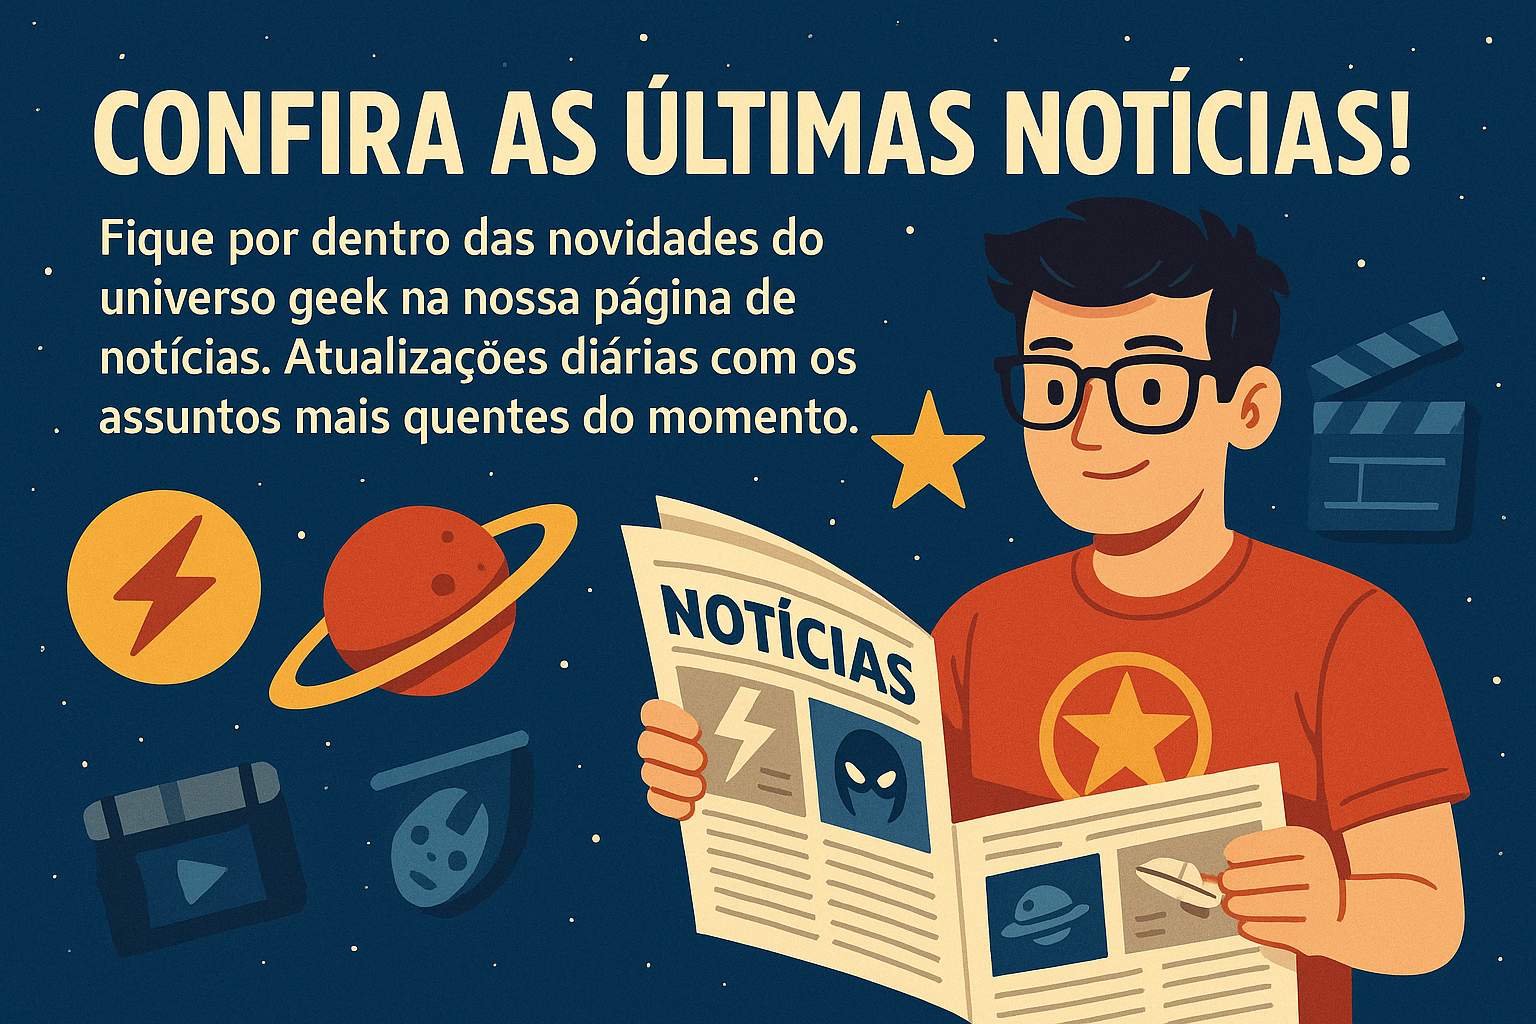 CONFIRA AS ÚLTIMAS NOTÍCIAS!
Fique por dentro das novidades do
universo geek na nossa página de
notícias. Atualizações diárias com os
assuntos mais quentes do momento.
NOTÍCIAS